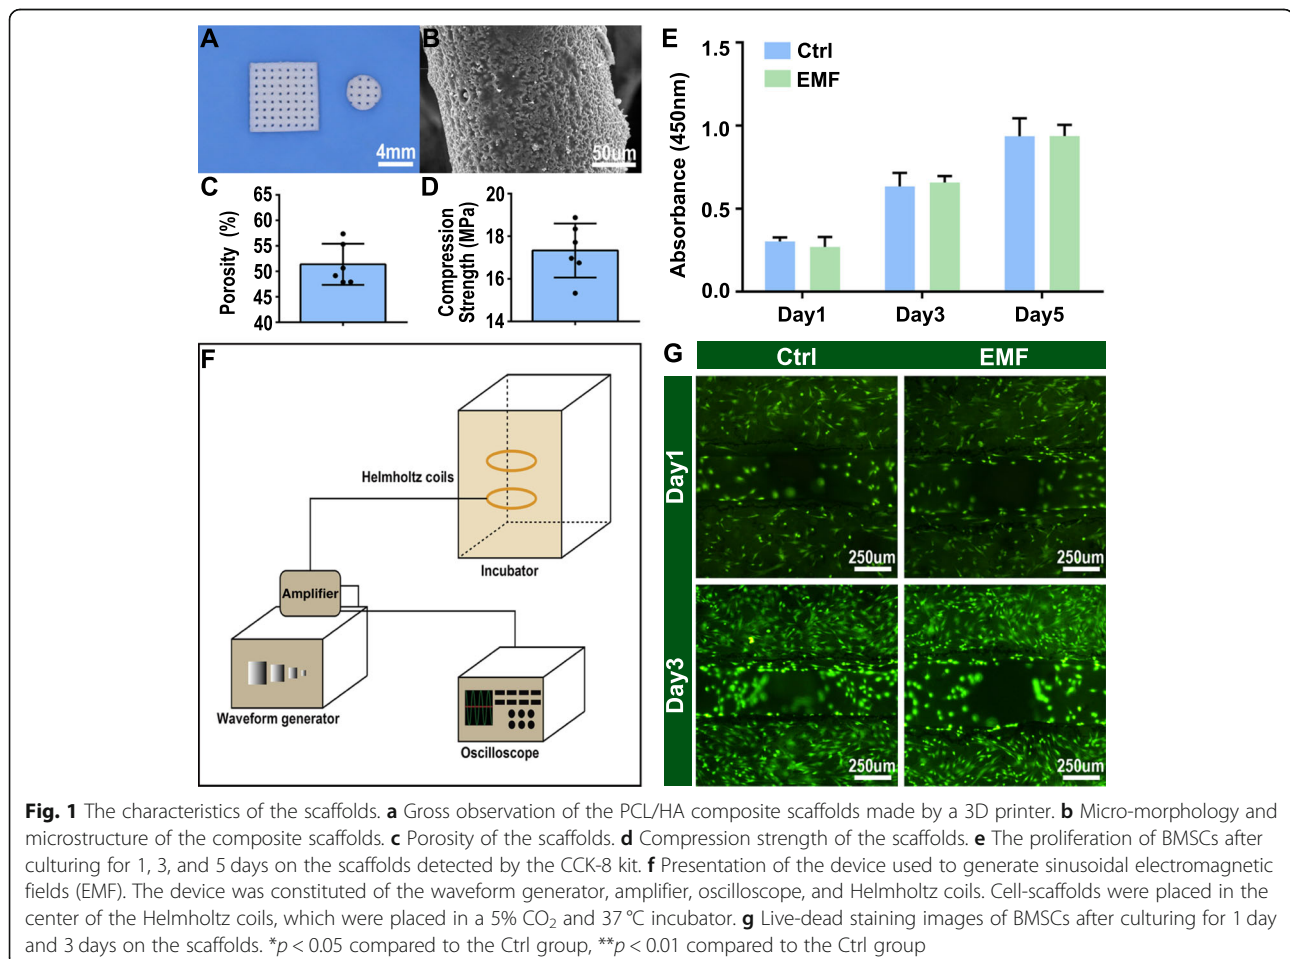 A
4mm
B
50um
C
Porosity (%)
65
60
55
50
45
40
D
Compression
Strength (MPa)
20
18
16
14
E
Absorbance (450nm)
1.5
1.0
0.5
0.0
Ctrl
EMF
Day1 Day3 Day5
F
Helmholtz coils
Incubator
Amplifier
Waveform generator
Oscilloscope
G
Ctrl EMF
Day1
250um 250um
Day3
250um 250um
Fig. 1 The characteristics of the scaffolds. a Gross observation of the PCL/HA composite scaffolds made by a 3D printer. b Micro-morphology and
microstructure of the composite scaffolds. c Porosity of the scaffolds. d Compression strength of the scaffolds. e The proliferation of BMSCs after
culturing for 1, 3, and 5 days on the scaffolds detected by the CCK-8 kit. f Presentation of the device used to generate sinusoidal electromagnetic
fields (EMF). The device was constituted of the waveform generator, amplifier, oscilloscope, and Helmholtz coils. Cell-scaffolds were placed in the
center of the Helmholtz coils, which were placed in a 5% CO₂ and 37 °C incubator. g Live-dead staining images of BMSCs after culturing for 1 day
and 3 days on the scaffolds. *p < 0.05 compared to the Ctrl group, **p < 0.01 compared to the Ctrl group